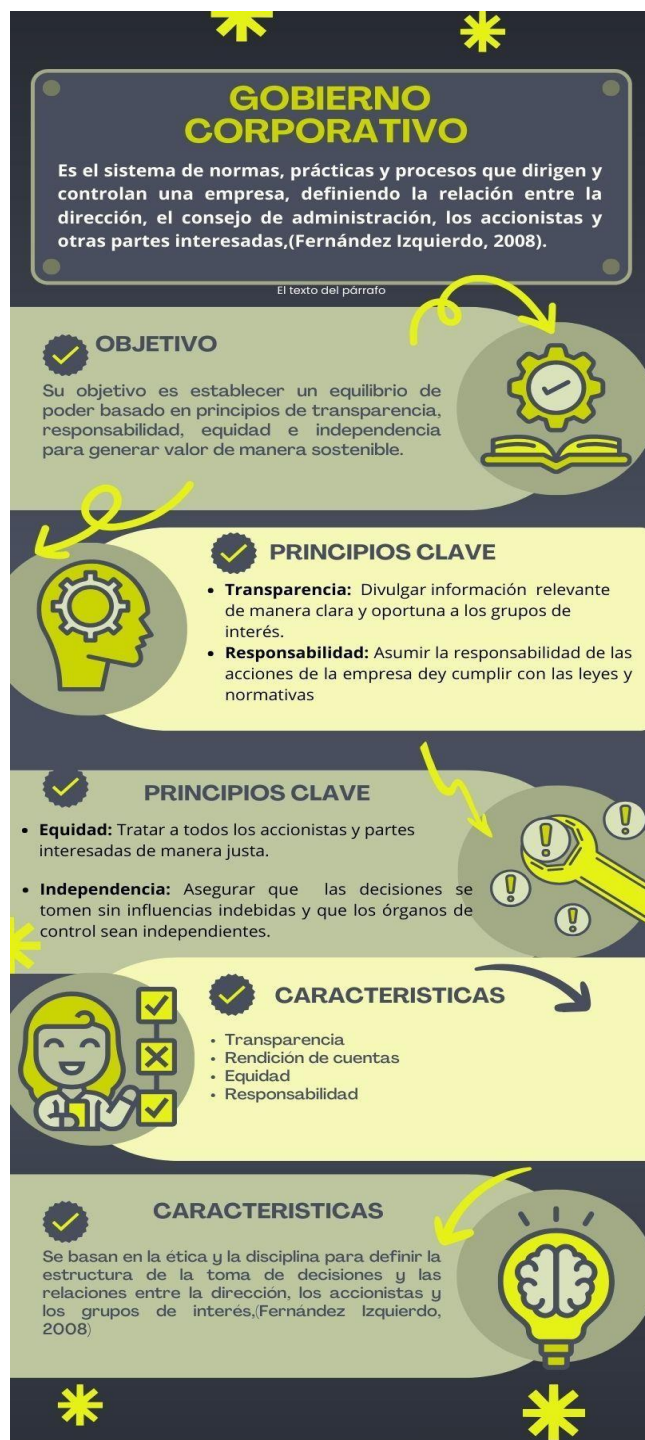 GOBIERNO
CORPORATIVO
Es el sistema de normas, prácticas y procesos que dirigen y
controlan una empresa, definiendo la relación entre la
dirección, el consejo de administración, los accionistas y
otras partes interesadas,(Fernández Izquierdo, 2008).
El texto del párrafo
OBJETIVO
Su objetivo es establecer un equilibrio de
poder basado en principios de transparencia,
responsabilidad, equidad e independencia
para generar valor de manera sostenible.
PRINCIPIOS CLAVE
• Transparencia: Divulgar información relevante
de manera clara y oportuna a los grupos de
interés.
• Responsabilidad: Asumir la responsabilidad de las
acciones de la empresa dey cumplir con las leyes y
normativas
PRINCIPIOS CLAVE
• Equidad: Tratar a todos los accionistas y partes
interesadas de manera justa.
• Independencia: Asegurar que las decisiones se
tomen sin influencias indebidas y que los órganos de
control sean independientes.
CARACTERISTICAS
• Transparencia
• Rendición de cuentas
• Equidad
• Responsabilidad
CARACTERISTICAS
Se basan en la ética y la disciplina para definir la
estructura de la toma de decisiones y las
relaciones entre la dirección, los accionistas y
los grupos de interés,(Fernández Izquierdo,
2008)